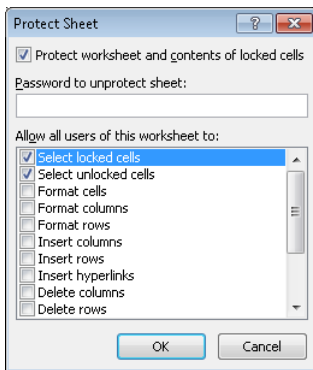 Protect Sheet
Protect worksheet and contents of locked cells
Password to unprotect sheet:
Allow all users of this worksheet to:
Select locked cells
Select unlocked cells
Format cells
Format columns
Format rows
Insert columns
Insert rows
Insert hyperlinks
Delete columns
Delete rows
OK Cancel